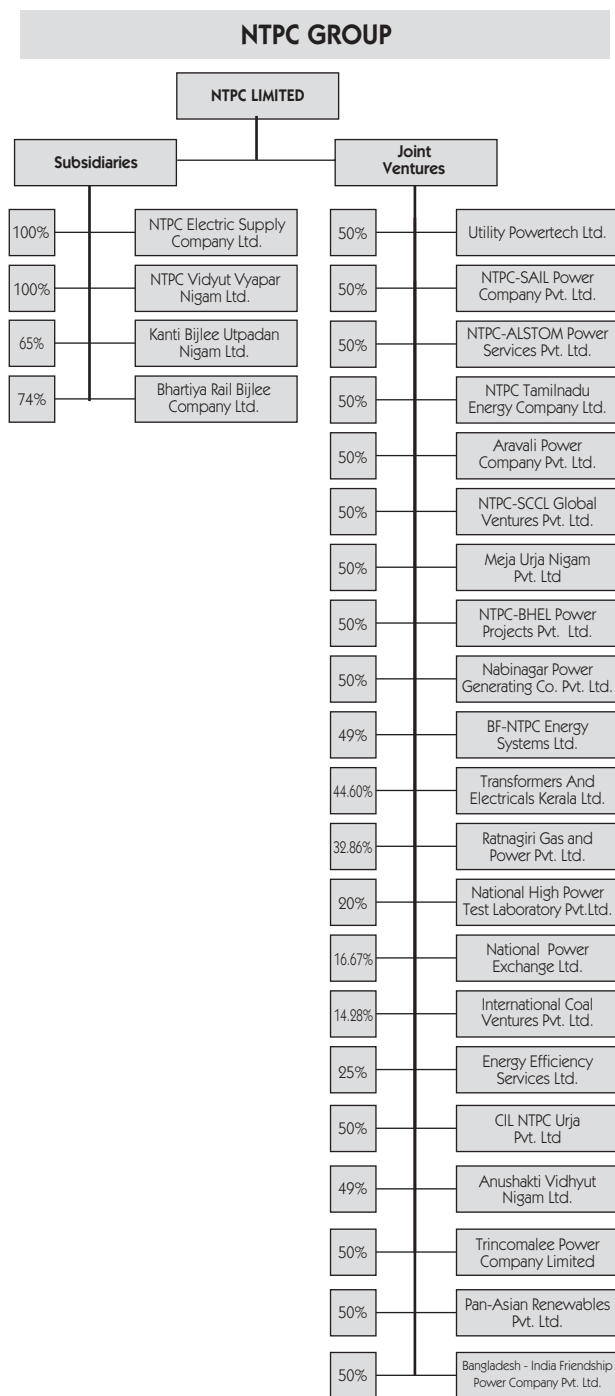 NTPC GROUP
NTPC LIMITED
Subsidiaries
100%
NTPC Electric Supply
Company Ltd.
100%
NTPC Vidyut Vyapar
Nigam Ltd.
65%
Kanti Bijlee Utpadan
Nigam Ltd.
74%
Bhartiya Rail Bijlee
Company Ltd.
Joint
Ventures
50%
Utility Powertech Ltd.
50%
NTPC-SAIL Power
Company Pvt. Ltd.
50%
NTPC-ALSTOM Power
Services Pvt. Ltd.
50%
NTPC Tamilnadu
Energy Company Ltd.
50%
Aravali Power
Company Pvt. Ltd.
50%
NTPC-SCCL Global
Ventures Pvt. Ltd.
50%
Meja Urja Nigam
Pvt. Ltd
50%
NTPC-BHEL Power
Projects Pvt. Ltd.
50%
Nabinagar Power
Generating Co. Pvt. Ltd.
49%
BF-NTPC Energy
Systems Ltd.
44.60%
Transformers And
Electricals Kerala Ltd.
32.86%
Ratnagiri Gas and
Power Pvt. Ltd.
20%
National High Power
Test Laboratory Pvt.Ltd.
16.67%
National Power
Exchange Ltd.
14.28%
International Coal
Ventures Pvt. Ltd.
25%
Energy Efficiency
Services Ltd.
50%
CIL NTPC Urja
Pvt. Ltd
49%
Anushakti Vidhyut
Nigam Ltd.
50%
Trincomalee Power
Company Limited
50%
Pan-Asian Renewables
Pvt. Ltd.
50%
Bangladesh - India Friendship
Power Company Pvt. Ltd.